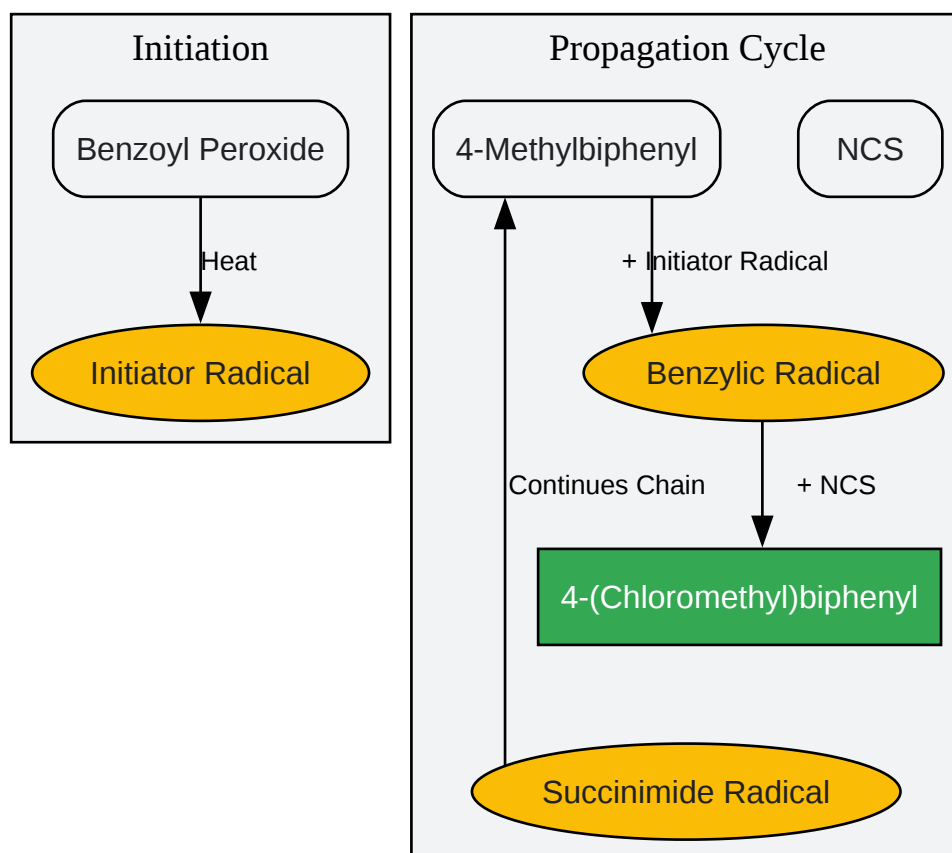 Initiation
Benzoyl Peroxide
Heat
Initiator Radical
Propagation Cycle
4-Methylbiphenyl
NCS
+ Initiator Radical
Benzylic Radical
Continues Chain
+ NCS
4-(Chloromethyl)biphenyl
Succinimide Radical